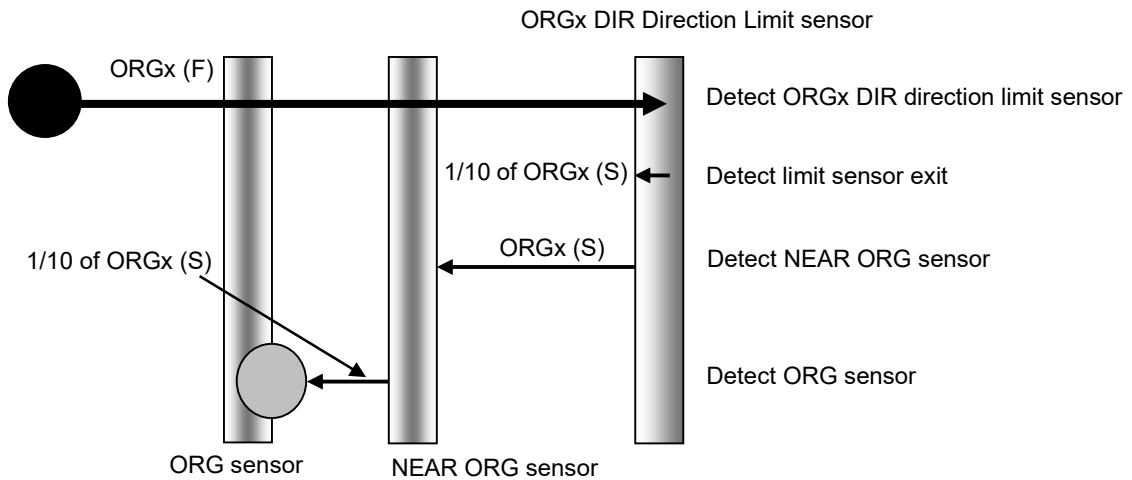 ORGx DIR Direction Limit sensor
ORGx (F)
Detect ORGx DIR direction limit sensor
1/10 of ORGx (S)
Detect limit sensor exit
ORGx (S)
Detect NEAR ORG sensor
1/10 of ORGx (S)
Detect ORG sensor
ORG sensor
NEAR ORG sensor